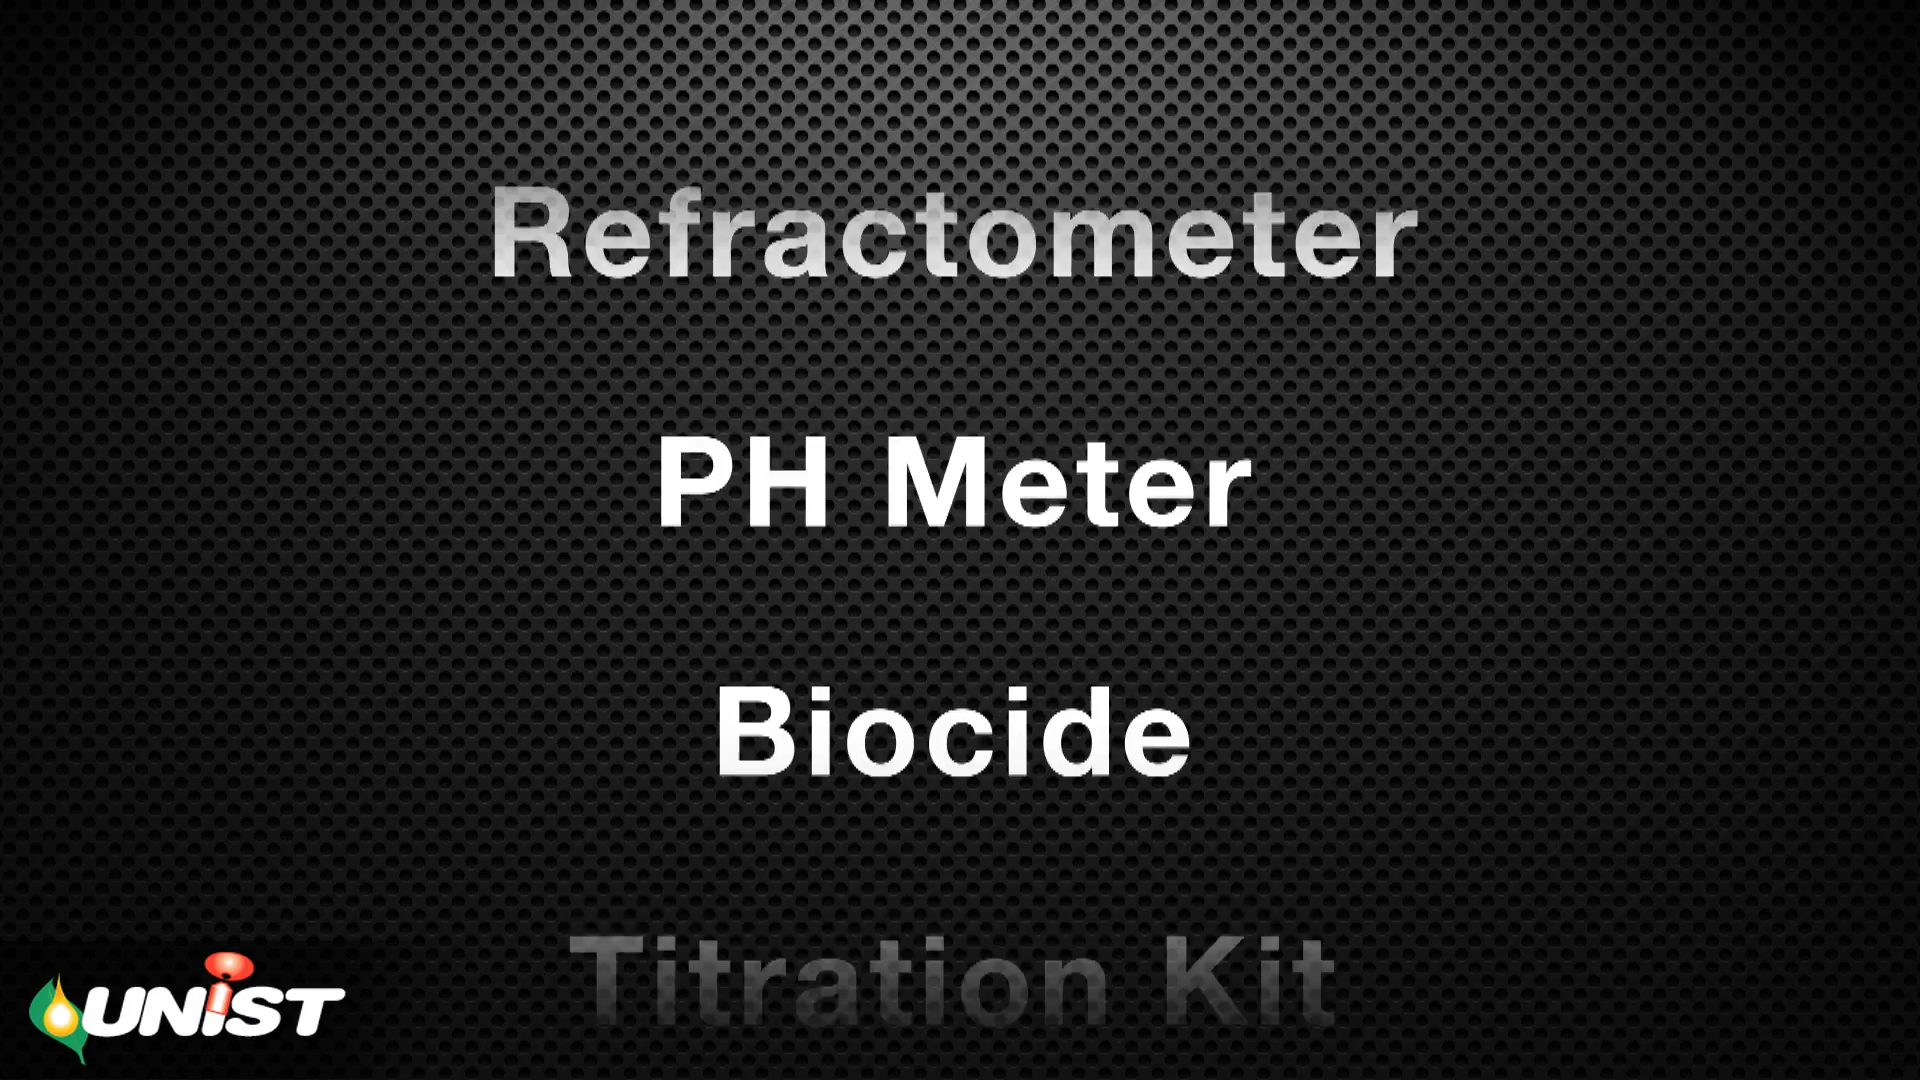 Refractometer
PH Meter
Biocide
Titration Kit
UNIST